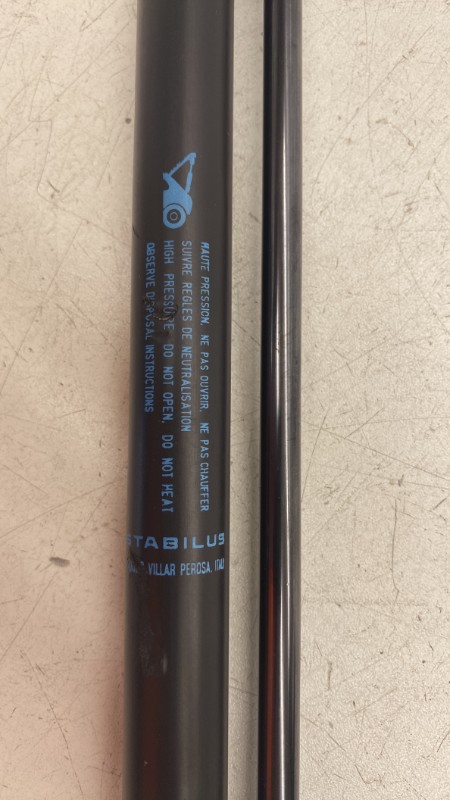 HAUTE PRESSION, NE PAS OUVRIR, NE PAS CHAUFFER
SUIVRE REGLES DE NEUTRALISATION
HIGH PRESSURE, DO NOT OPEN, DO NOT HEAT
OBSERVE DISPOSAL INSTRUCTIONS
STABILUS
VILLAR PEROSA, ITALY